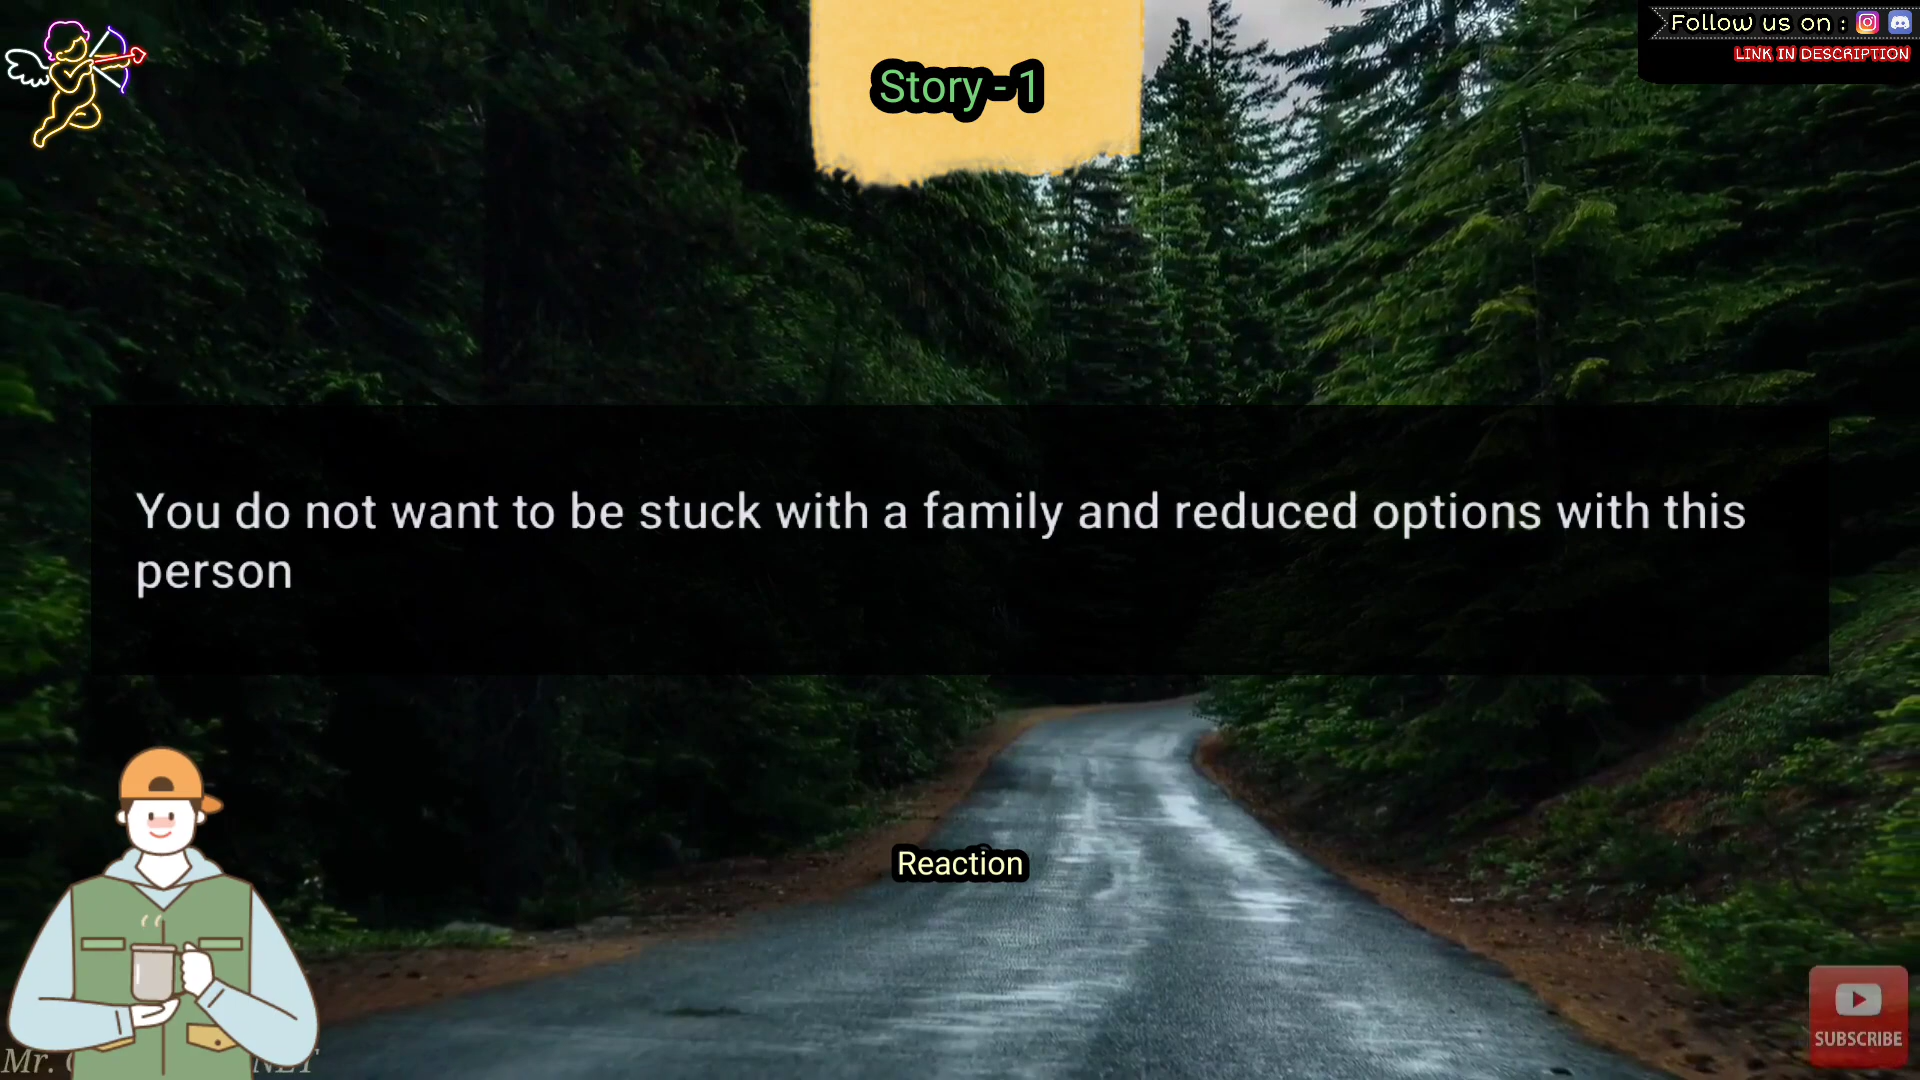 Follow us on :
LINK IN DESCRIPTION
Story - 1
You do not want to be stuck with a family and reduced options with this
person
Reaction
SUBSCRIBE
Mr.